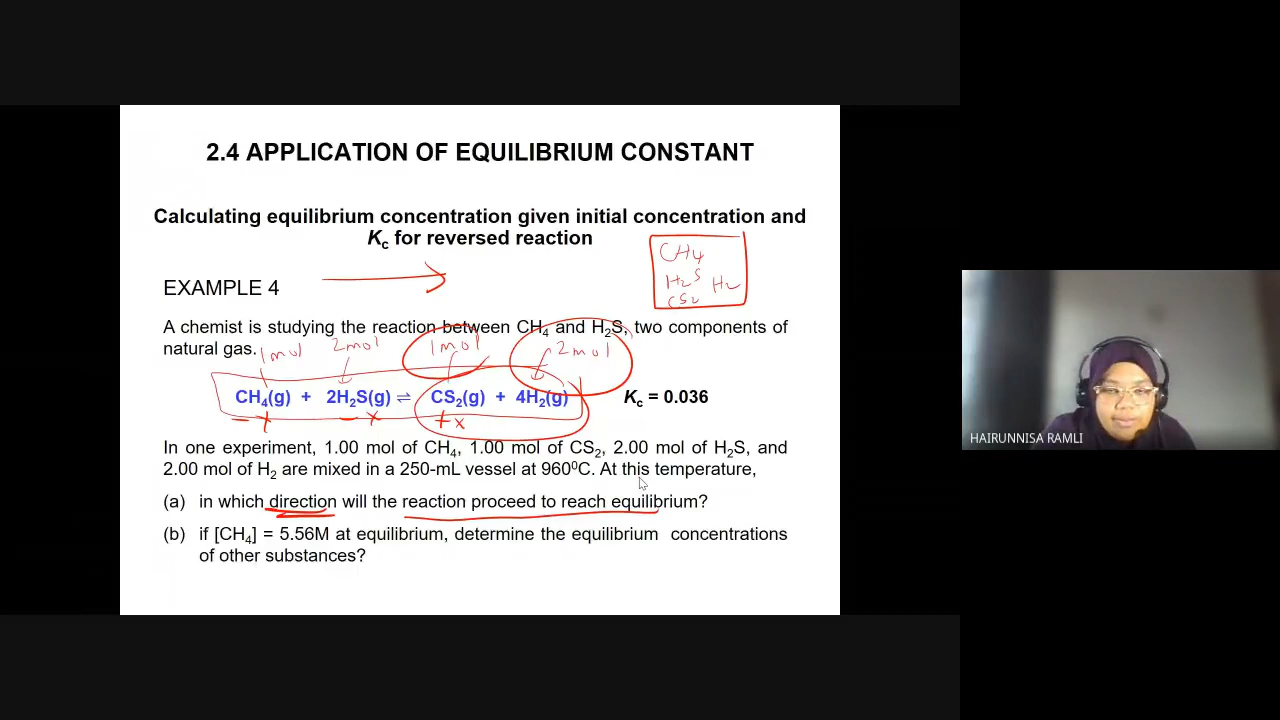 2.4 APPLICATION OF EQUILIBRIUM CONSTANT
Calculating equilibrium concentration given initial concentration and
Kc for reversed reaction
CH4
H2S H2
CS2
EXAMPLE 4
A chemist is studying the reaction between CH4 and H2S, two components of
natural gas.
1mol 2mol 1mol 2mol
CH4(g) + 2H2S(g) ⇌ CS2(g) + 4H2(g) Kc = 0.036
– x – x + x
In one experiment, 1.00 mol of CH4, 1.00 mol of CS2, 2.00 mol of H2S, and
2.00 mol of H2 are mixed in a 250-mL vessel at 960⁰C. At this temperature,
(a) in which direction will the reaction proceed to reach equilibrium?
(b) if [CH4] = 5.56M at equilibrium, determine the equilibrium concentrations
of other substances?
HAIRUNNISA RAMLI